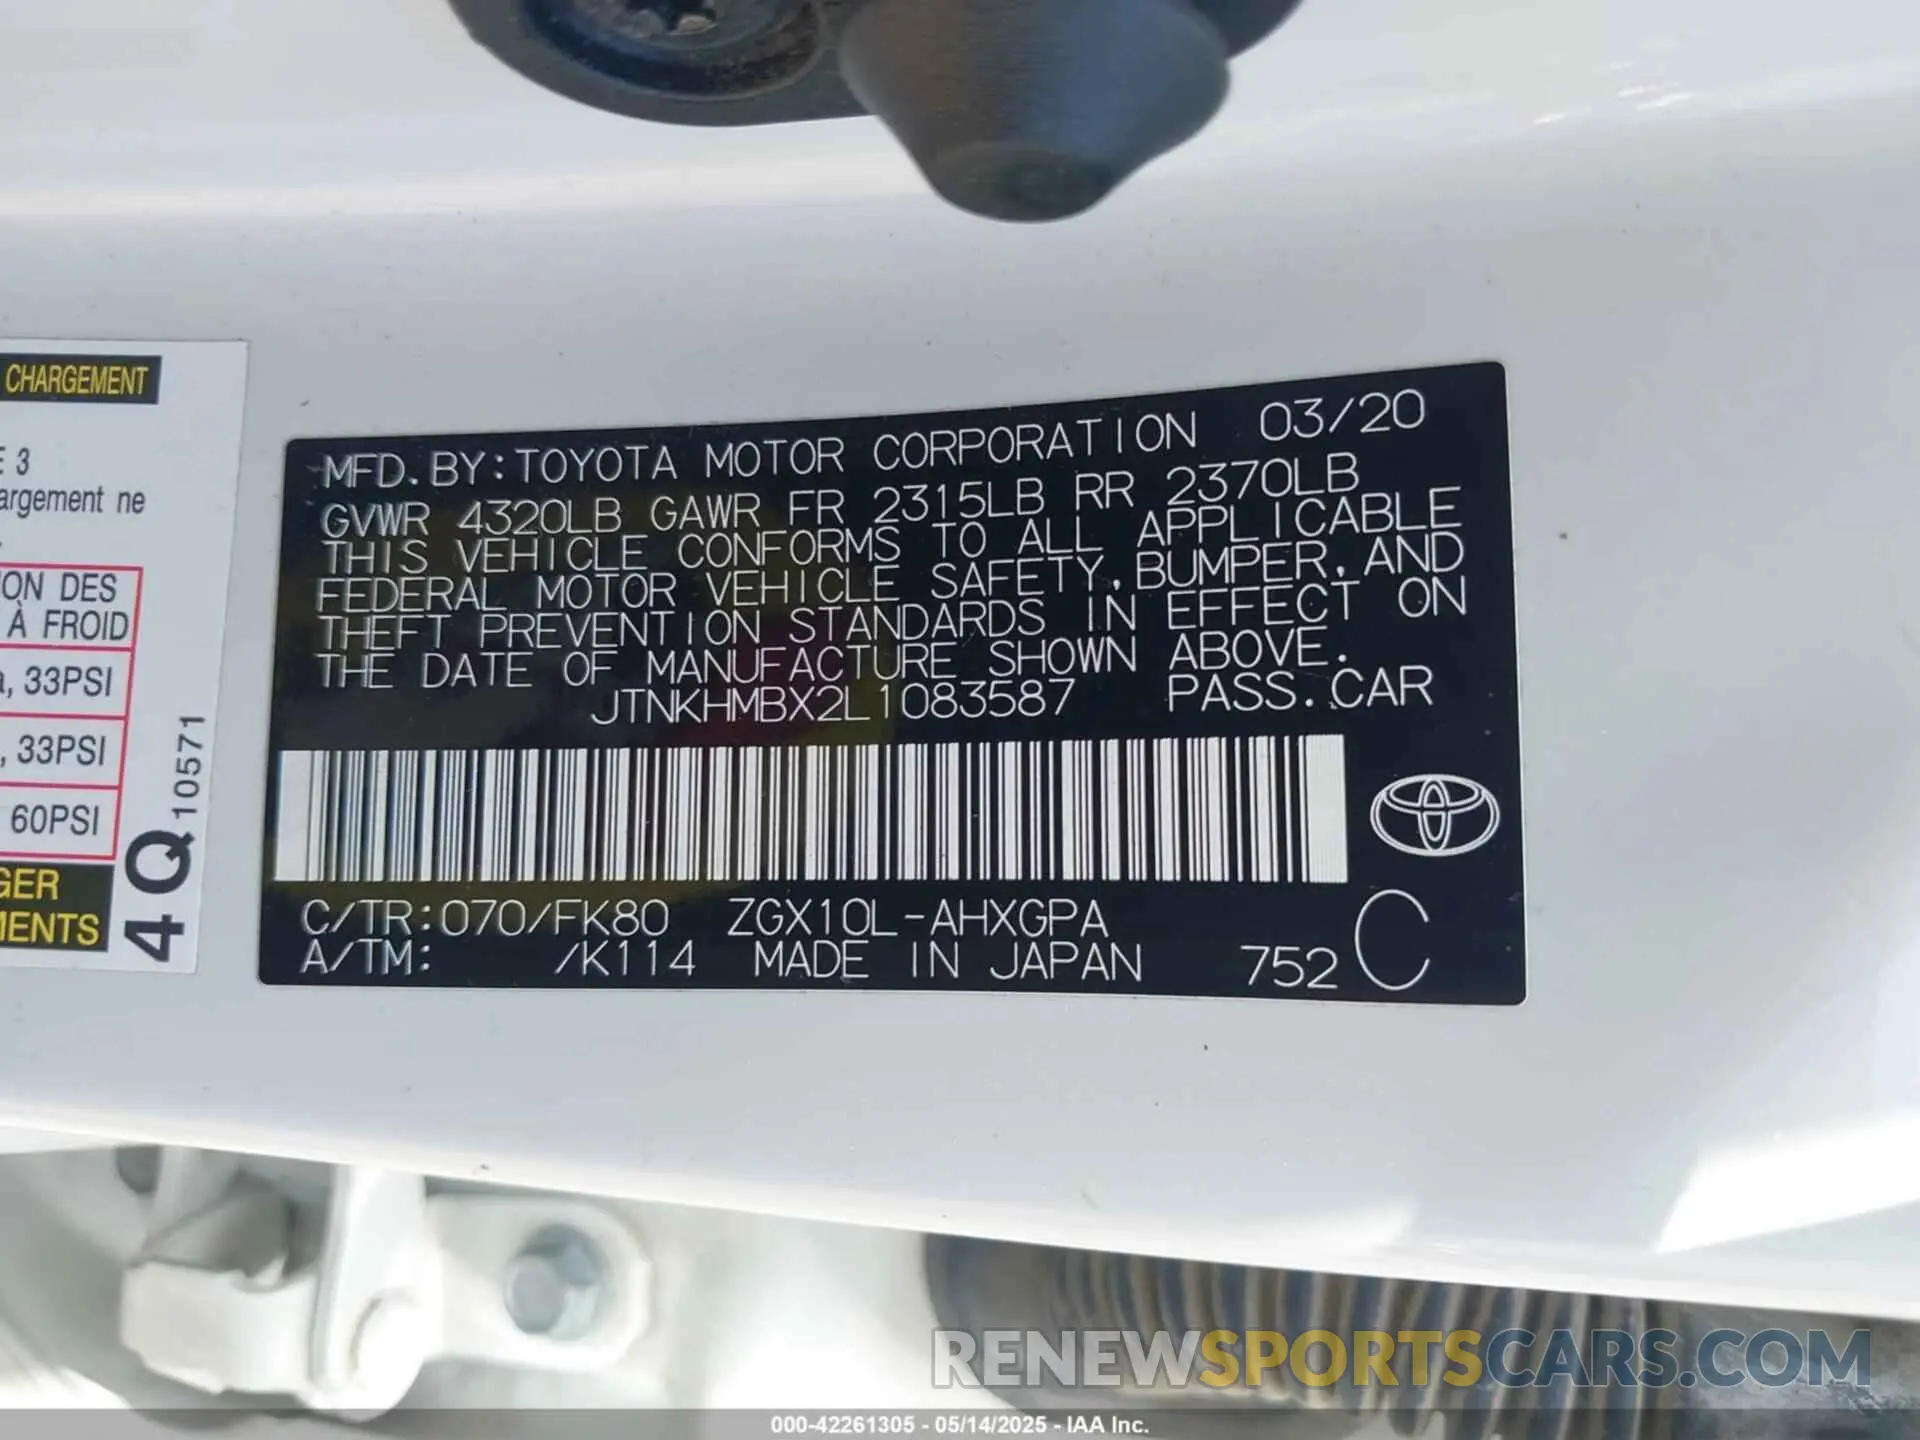 CHARGEMENT
E 3
argement ne
ION DES
À FROID
, 33PSI
, 33PSI
60PSI
GER
MENTS
4Q 10571
MFD.BY:TOYOTA MOTOR CORPORATION 03/20
GVWR 4320LB GAWR FR 2315LB RR 2370LB
THIS VEHICLE CONFORMS TO ALL APPLICABLE
FEDERAL MOTOR VEHICLE SAFETY,BUMPER,AND
THEFT PREVENTION STANDARDS IN EFFECT ON
THE DATE OF MANUFACTURE SHOWN ABOVE.
JTNKHMBX2L1083587 PASS.CAR
C/TR:070/FK80 ZGX10L-AHXGPA
A/TM: /K114 MADE IN JAPAN 752 C
RENEWSPORTSCARS.COM
000-42261305 - 05/14/2025 - IAA Inc.